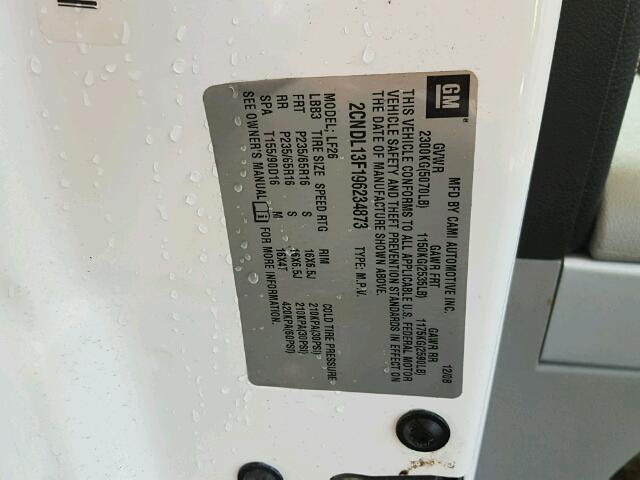 GM
MFD BY CAMI AUTOMOTIVE INC. 12/08
GVWR GAWR FRT GAWR RR
2300KG(5070LB) 1150KG(2535LB) 1175KG(2590LB)
THIS VEHICLE CONFORMS TO ALL APPLICABLE U.S. FEDERAL MOTOR
VEHICLE SAFETY AND THEFT PREVENTION STANDARDS IN EFFECT ON
THE DATE OF MANUFACTURE SHOWN ABOVE.
2CNDL13F196234873 TYPE: M.P.V.
MODEL: LF26
LBB3 TIRE SIZE SPEED RTG RIM COLD TIRE PRESSURE
FRT P235/65R16 S 16X6.5J 210KPA(30PSI)
RR P235/65R16 S 16X6.5J 210KPA(30PSI)
SPA T155/90D16 M 16X4T 420KPA(60PSI)
SEE OWNER'S MANUAL FOR MORE INFORMATION.